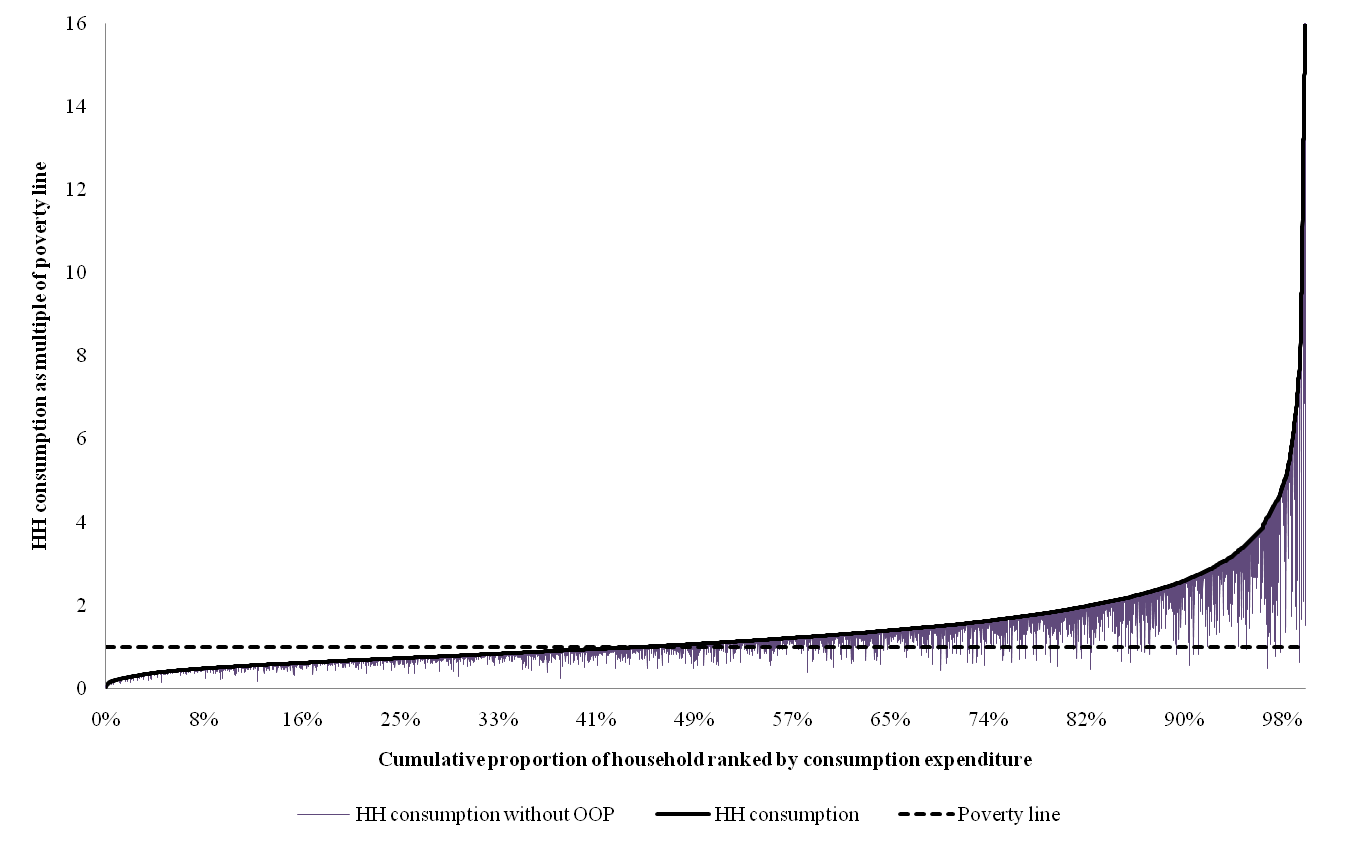 16
14
12
10
8
6
4
2
0
HH consumption as multiple of poverty line
0% 8% 16% 25% 33% 41% 49% 57% 65% 74% 82% 90% 98%
Cumulative proportion of household ranked by consumption expenditure
HH consumption without OOP HH consumption Poverty line